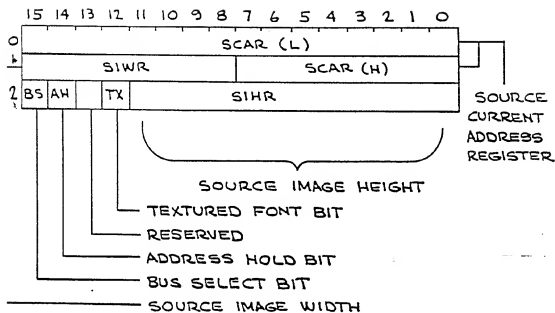 15 14 13 12 11 10 9 8 7 6 5 4 3 2 1 0
0 SCAR (L)
1 SIWR SCAR (H)
2 BS AH TX SIHR
SOURCE
CURRENT
ADDRESS
REGISTER
SOURCE IMAGE HEIGHT
TEXTURED FONT BIT
RESERVED
ADDRESS HOLD BIT
BUS SELECT BIT
SOURCE IMAGE WIDTH